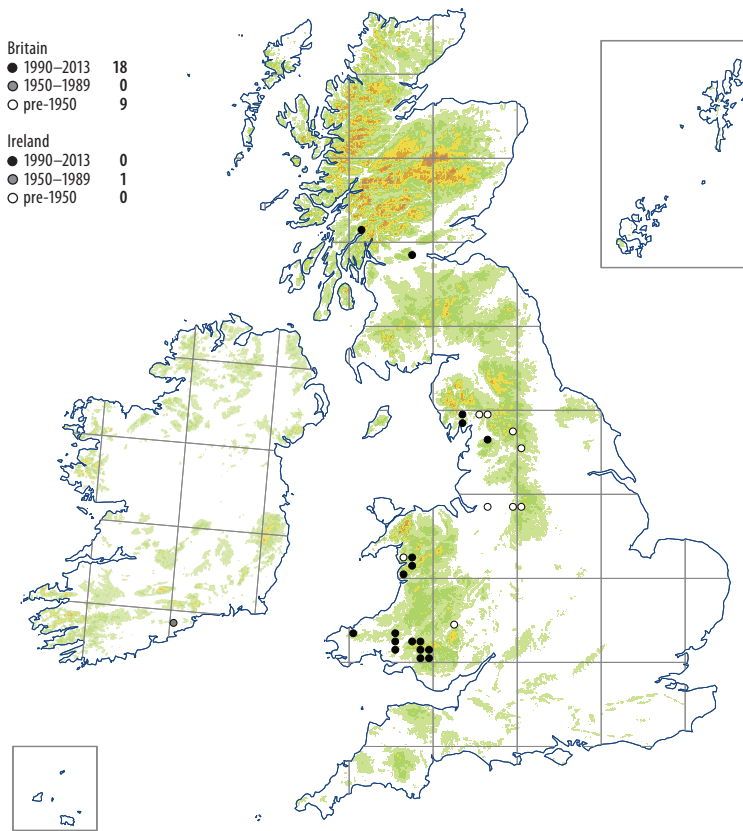 Britain
● 1990–2013 18
● 1950–1989 0
○ pre-1950 9
Ireland
● 1990–2013 0
● 1950–1989 1
○ pre-1950 0